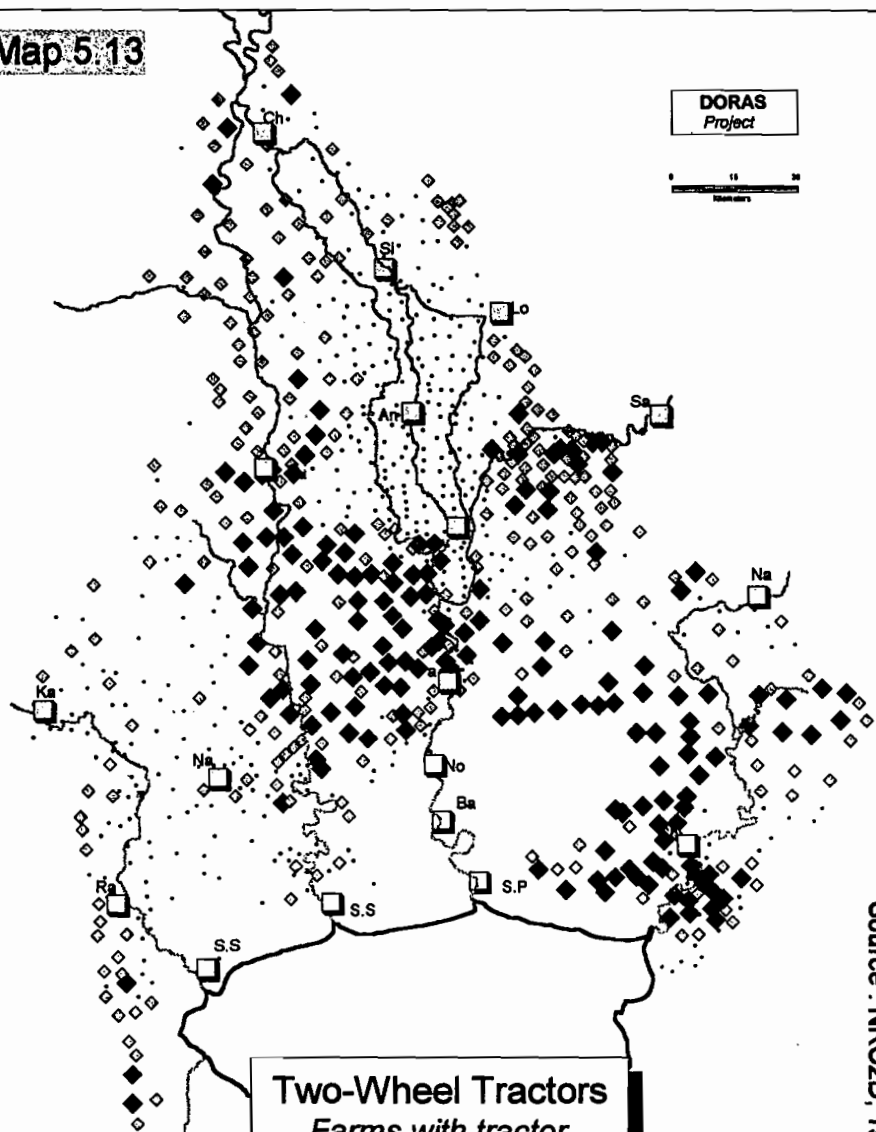 Map 5.13
DORAS
Project
Kilometers
Ch
Si
Lo
An
Sa
Na
Ka
Na
No
Ba
Ra
S.S
S.P
S.S
Two-Wheel Tractors
Farms with tractor